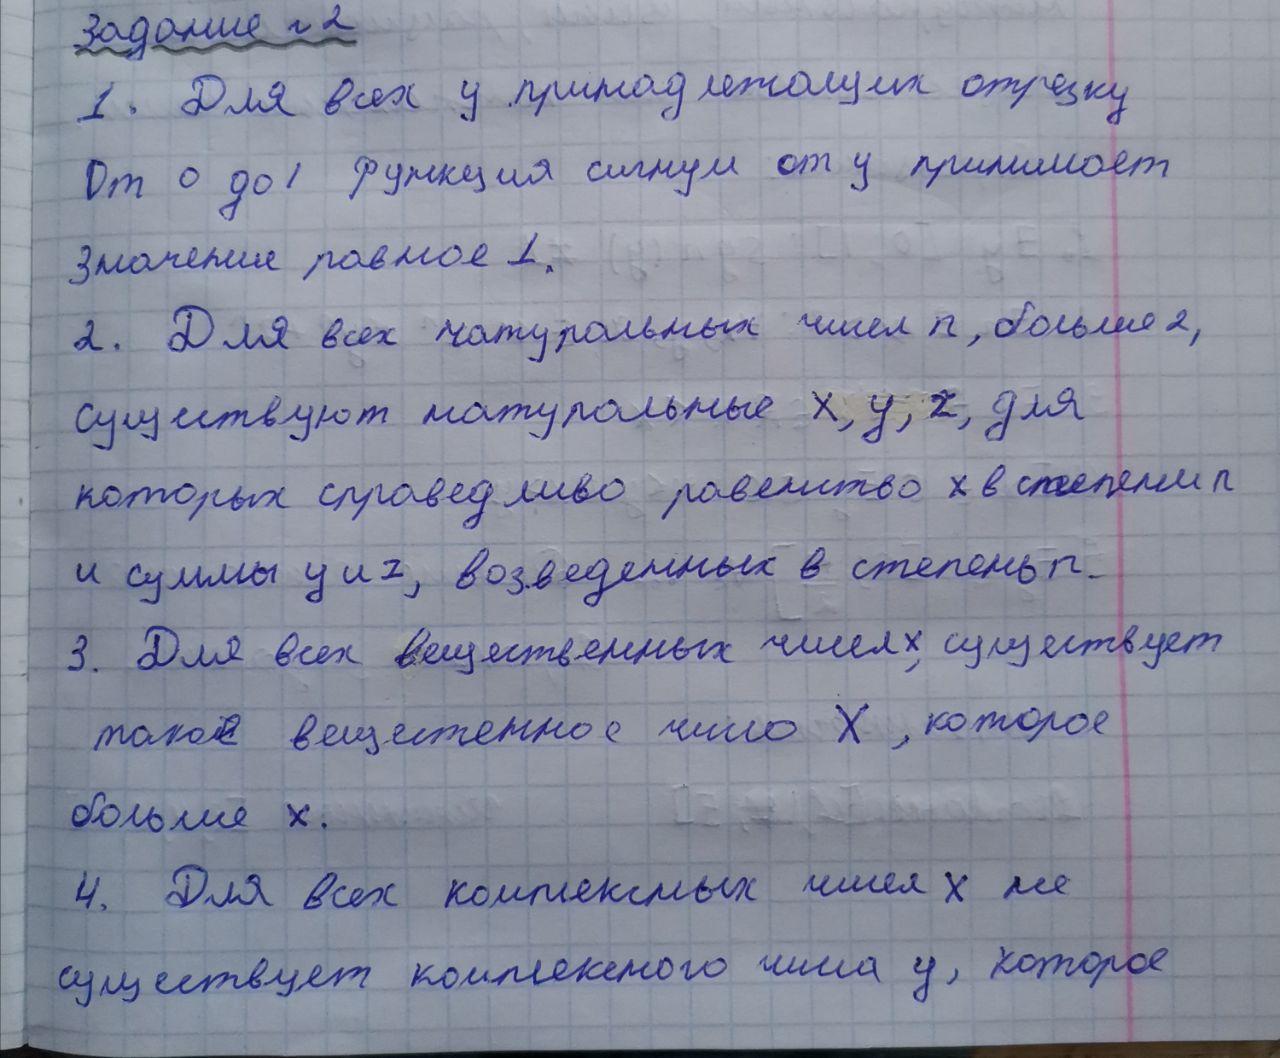 Задание №2
1. Для всех y принадлежащих отрезку
От 0 до 1 функция сигнум от y принимает
значение равное 1.
2. Для всех натуральных чисел n, больше 2,
существуют натуральные x, y, z, для
которых справедливо равенство x в степени n
и суммы y и z, возведенных в степень n.
3. Для всех вещественных чисел x, существует
такое вещественное число X, которое
больше x.
4. Для всех комплексных чисел x не
существует комплексного числа y, которое